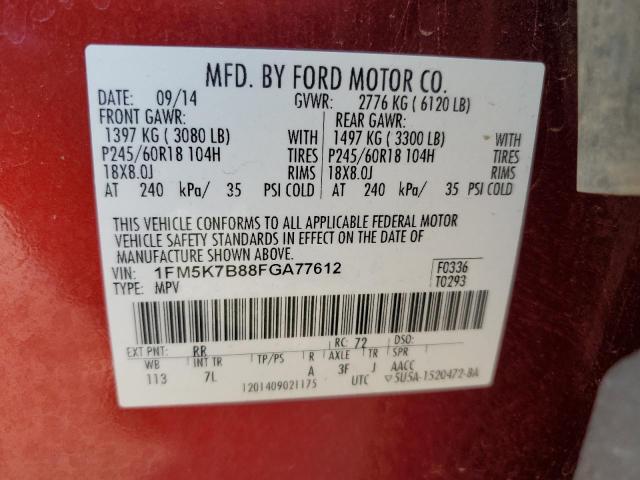 MFD. BY FORD MOTOR CO.
DATE: 09/14 GVWR: 2776 KG ( 6120 LB)
FRONT GAWR: REAR GAWR:
1397 KG ( 3080 LB) WITH 1497 KG ( 3300 LB) WITH
P245/60R18 104H TIRES P245/60R18 104H TIRES
18X8.0J RIMS 18X8.0J RIMS
AT 240 kPa/ 35 PSI COLD AT 240 kPa/ 35 PSI COLD
THIS VEHICLE CONFORMS TO ALL APPLICABLE FEDERAL MOTOR
VEHICLE SAFETY STANDARDS IN EFFECT ON THE DATE OF
MANUFACTURE SHOWN ABOVE.
VIN: 1FM5K7B88FGA77612 F0336
TYPE: MPV T0293
EXT PNT: RR RC: 72 DSO:
WB INT TR TP/PS R AXLE TR SPR
113 7L A 3F J AACC
1201409021175 UTC 5U5A-1520472-BA